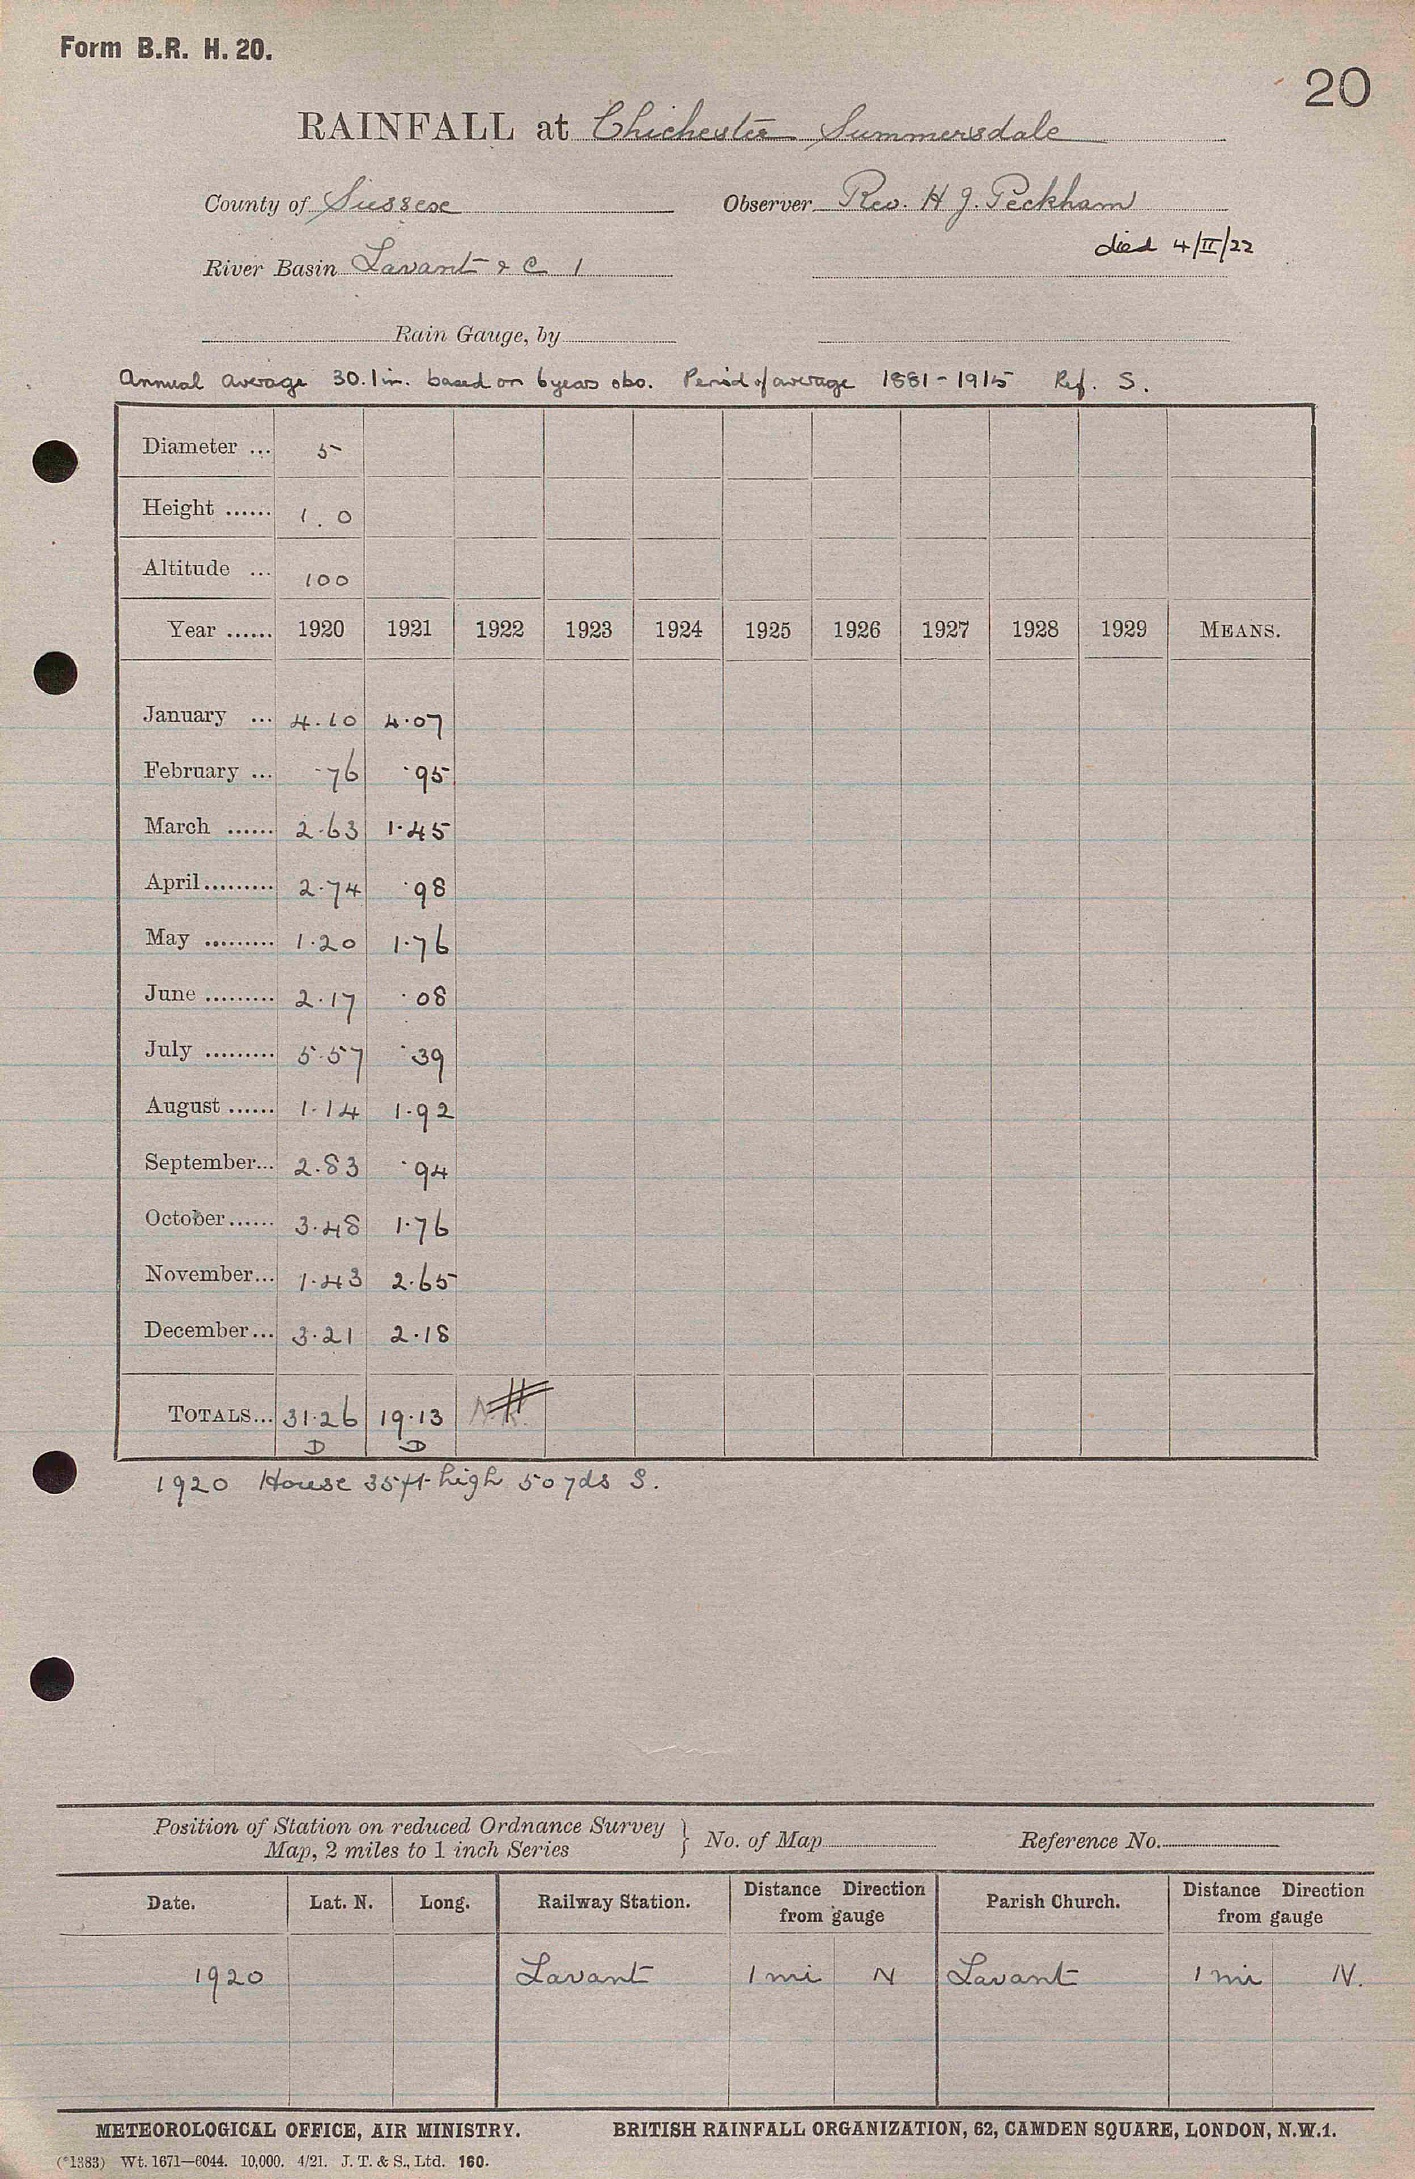 Form B.R. H. 20.
20
RAINFALL at Chichester Summersdale
County of Sussex Observer Rev. H J. Peckham
died 4/II/22
River Basin Lavant & C 1
Rain Gauge, by
Annual average 30.1 in. based on 6 years obs. Period of average 1881-1915 Ref. S.
Diameter ... 5
Height ...... 1.0
Altitude ... 100
Year ...... 1920 1921 1922 1923 1924 1925 1926 1927 1928 1929 MEANS.
January ... 4.10 4.07
February ... .76 .95
March ...... 2.63 1.45
April......... 2.74 .98
May ......... 1.20 1.76
June ......... 2.17 .08
July ......... 5.57 .39
August ...... 1.14 1.92
September... 2.83 .94
October...... 3.48 1.76
November... 1.43 2.65
December... 3.21 2.18
TOTALS... 31.26 19.13
D D
1920 House 35ft high 50 yds S.
Position of Station on reduced Ordnance Survey
Map, 2 miles to 1 inch Series } No. of Map Reference No.
Date. Lat. N. Long. Railway Station. Distance Direction from gauge Parish Church. Distance Direction from gauge
1920 Lavant 1 mi N Lavant 1 mi N.
METEOROLOGICAL OFFICE, AIR MINISTRY. BRITISH RAINFALL ORGANIZATION, 62, CAMDEN SQUARE, LONDON, N.W.1.
(*1383) Wt. 1671—6044. 10,000. 4/21. J. T. & S., Ltd. 160.